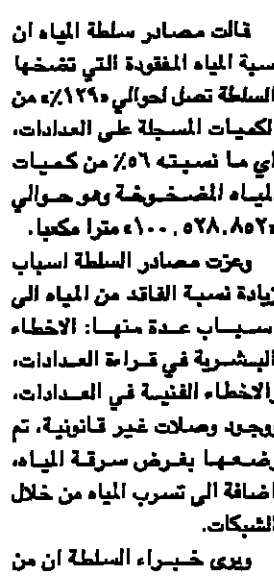 قالت مصادر سلطة المياه ان
نسبة المياه المفقودة التي تضخها
السلطة تصل لحوالي «١٢٩٪» من
الكميات المسجلة على العدادات،
اي ما نسبته ٥٦٪ من كميات
المياه المضخوخة وهو حوالي
«١٠٠,٥٢٨,٨٥٢» مترا مكعبا.
وعزت مصادر السلطة اسباب
زيادة نسبة الفاقد من المياه الى
اسباب عدة منها: الاخطاء
البشرية في قراءة العدادات،
والاخطاء الفنية في العدادات،
ووجود وصلات غير قانونية، تم
وضعها بغرض سرقة المياه،
اضافة الى تسرب المياه من خلال
الشبكات.
ويرى خبراء السلطة ان من